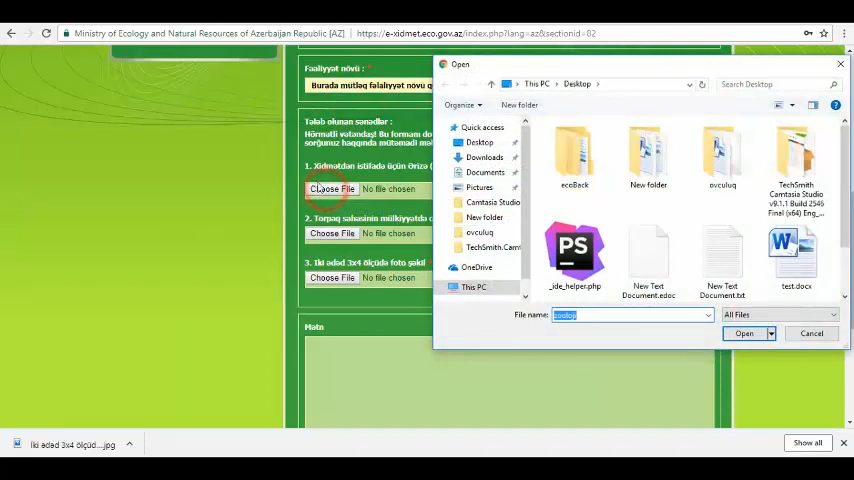 Ministry of Ecology and Natural Resources of Azerbaijan Republic [AZ]
https://e-xidmet.eco.gov.az/index.php?lang=az&sectionid=82
Fəaliyyət növü : *
Burada mütləq fəlaliyyət növü q
Tələb olunan sənədlər :
Hörmətli vətəndaş! Bu formam do
sorğunuz haqqında mütəmadi mə
1. Xidmətdən istifadə üçün Ərizə (
Choose File No file chosen
2. Torpaq sahəsinin mülkiyyətdə o
Choose File No file chosen
3. Iki ədəd 3x4 ölçüdə foto şəkil *
Choose File No file chosen
Mətn
Open
This PC > Desktop >
Search Desktop
Organize
New folder
Quick access
Desktop
Downloads
Documents
Pictures
Camtasia Studio
New folder
ovculuq
TechSmith.Camt
OneDrive
This PC
ecoBack
New folder
ovculuq
TechSmith
Camtasia Studio
v9.1.1 Build 2546
Final (x64) Eng_...
_ide_helper.php
New Text
Document.edoc
New Text
Document.txt
test.docx
File name:
zooloji
All Files
Open
Cancel
İki ədəd 3x4 ölçüd....jpg
Show all